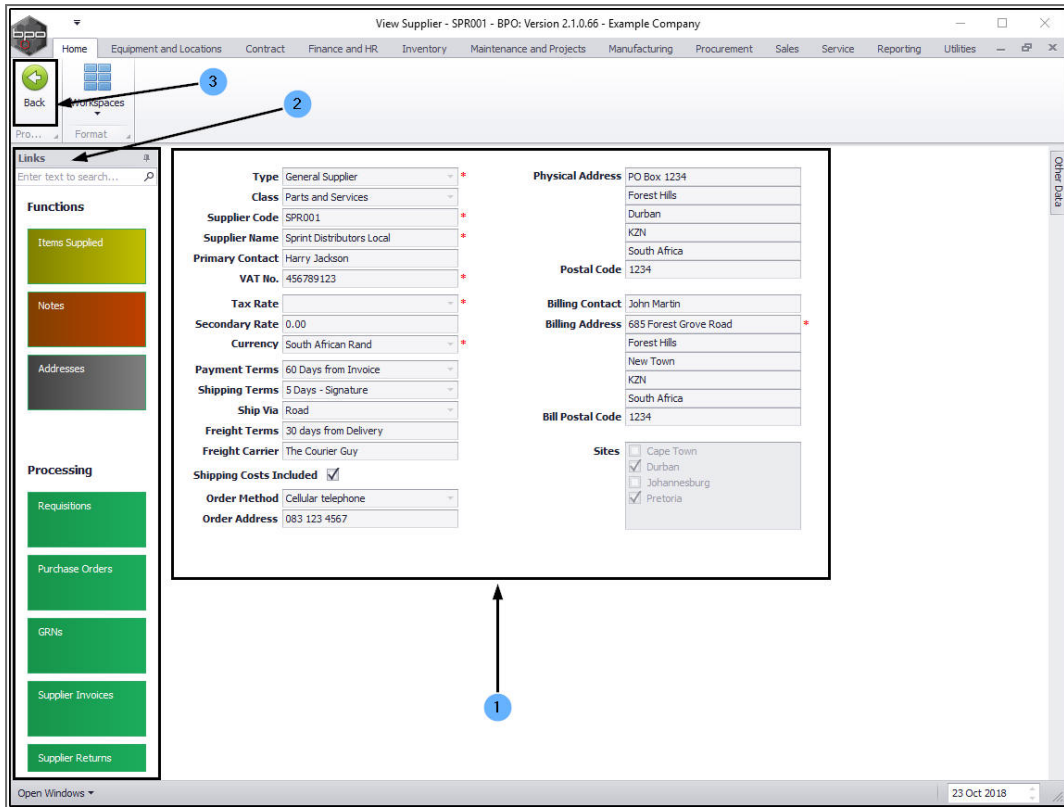 bpo
View Supplier - SPR001 - BPO: Version 2.1.0.66 - Example Company
Home Equipment and Locations Contract Finance and HR Inventory Maintenance and Projects Manufacturing Procurement Sales Service Reporting Utilities
Back Workspaces
Pro... Format
3
2
Links
Enter text to search...
Functions
Items Supplied
Notes
Addresses
Processing
Requisitions
Purchase Orders
GRNs
Supplier Invoices
Supplier Returns
Type General Supplier *
Class Parts and Services
Supplier Code SPR001 *
Supplier Name Sprint Distributors Local *
Primary Contact Harry Jackson
VAT No. 456789123 *
Tax Rate *
Secondary Rate 0.00
Currency South African Rand *
Payment Terms 60 Days from Invoice
Shipping Terms 5 Days - Signature
Ship Via Road
Freight Terms 30 days from Delivery
Freight Carrier The Courier Guy
Shipping Costs Included
Order Method Cellular telephone
Order Address 083 123 4567
Physical Address PO Box 1234
Forest Hills
Durban
KZN
South Africa
Postal Code 1234
Billing Contact John Martin
Billing Address 685 Forest Grove Road *
Forest Hills
New Town
KZN
South Africa
Bill Postal Code 1234
Sites Cape Town
Durban
Johannesburg
Pretoria
Other Data
1
Open Windows
23 Oct 2018